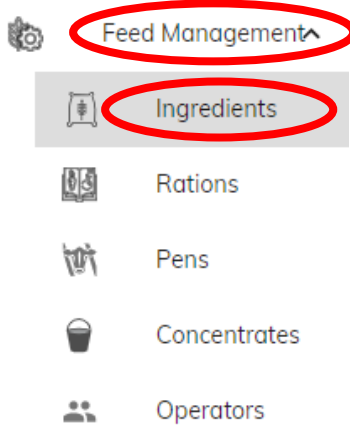 Feed Management
Ingredients
Rations
Pens
Concentrates
Operators